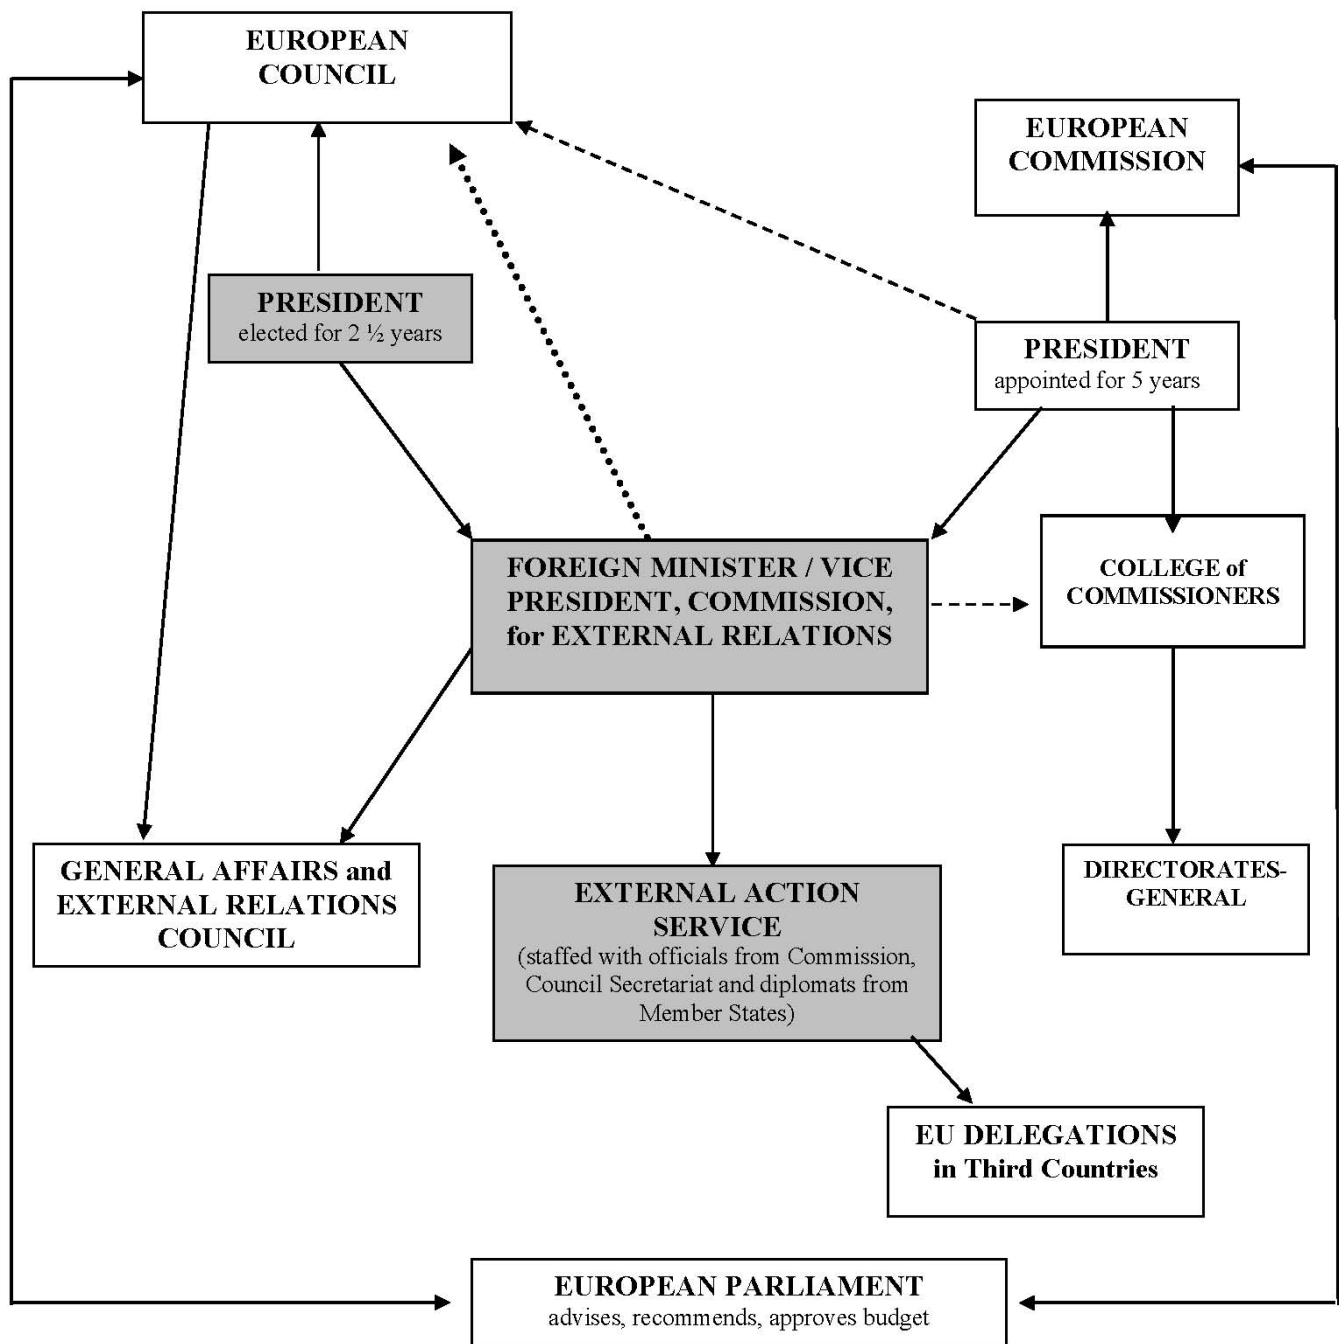 EUROPEAN
COUNCIL
EUROPEAN
COMMISSION
PRESIDENT
elected for 2 ½ years
PRESIDENT
appointed for 5 years
FOREIGN MINISTER / VICE
PRESIDENT, COMMISSION,
for EXTERNAL RELATIONS
COLLEGE of
COMMISSIONERS
GENERAL AFFAIRS and
EXTERNAL RELATIONS
COUNCIL
EXTERNAL ACTION
SERVICE
(staffed with officials from Commission,
Council Secretariat and diplomats from
Member States)
DIRECTORATES-
GENERAL
EU DELEGATIONS
in Third Countries
EUROPEAN PARLIAMENT
advises, recommends, approves budget